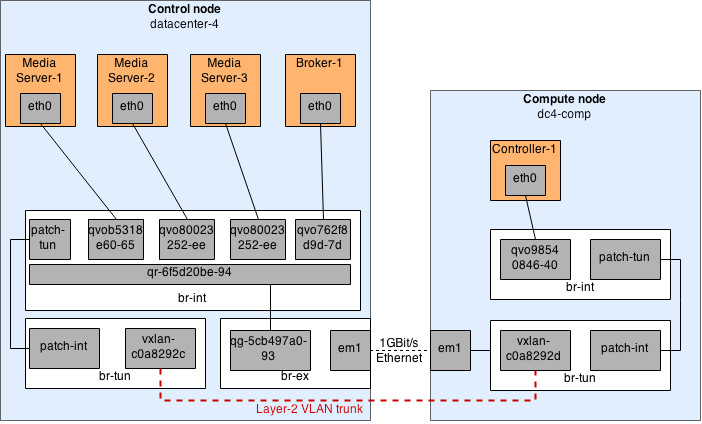 Control node
datacenter-4
Media
Server-1
eth0
Media
Server-2
eth0
Media
Server-3
eth0
Broker-1
eth0
patch-
tun
qvob5318
e60-65
qvo80023
252-ee
qvo80023
252-ee
qvo762f8
d9d-7d
qr-6f5d20be-94
br-int
patch-int
vxlan-
c0a8292c
br-tun
qg-5cb497a0-
93
em1
br-ex
1GBit/s
Ethernet
Compute node
dc4-comp
Controller-1
eth0
qvo9854
0846-40
patch-tun
br-int
em1
vxlan-
c0a8292d
patch-int
br-tun
Layer-2 VLAN trunk